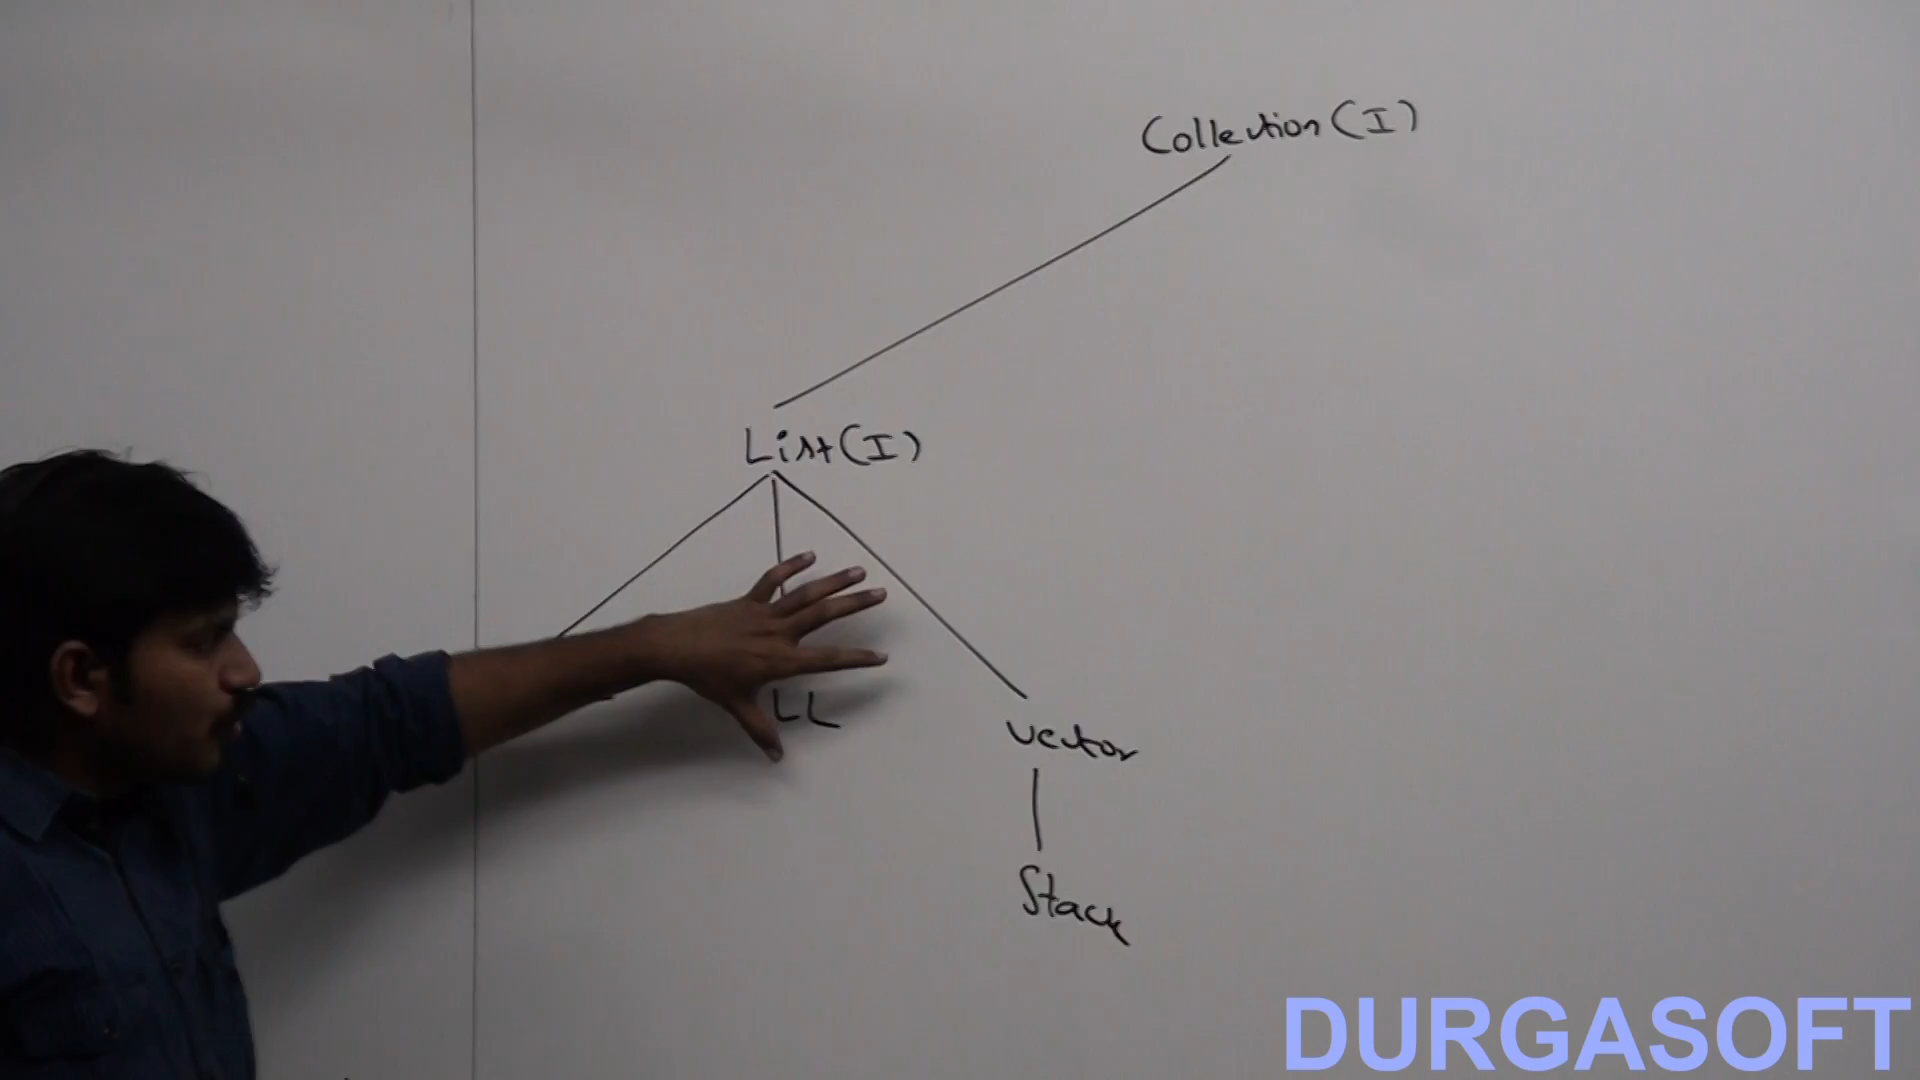 Collection (I)
List (I)
LL
Vector
Stack
DURGASOFT